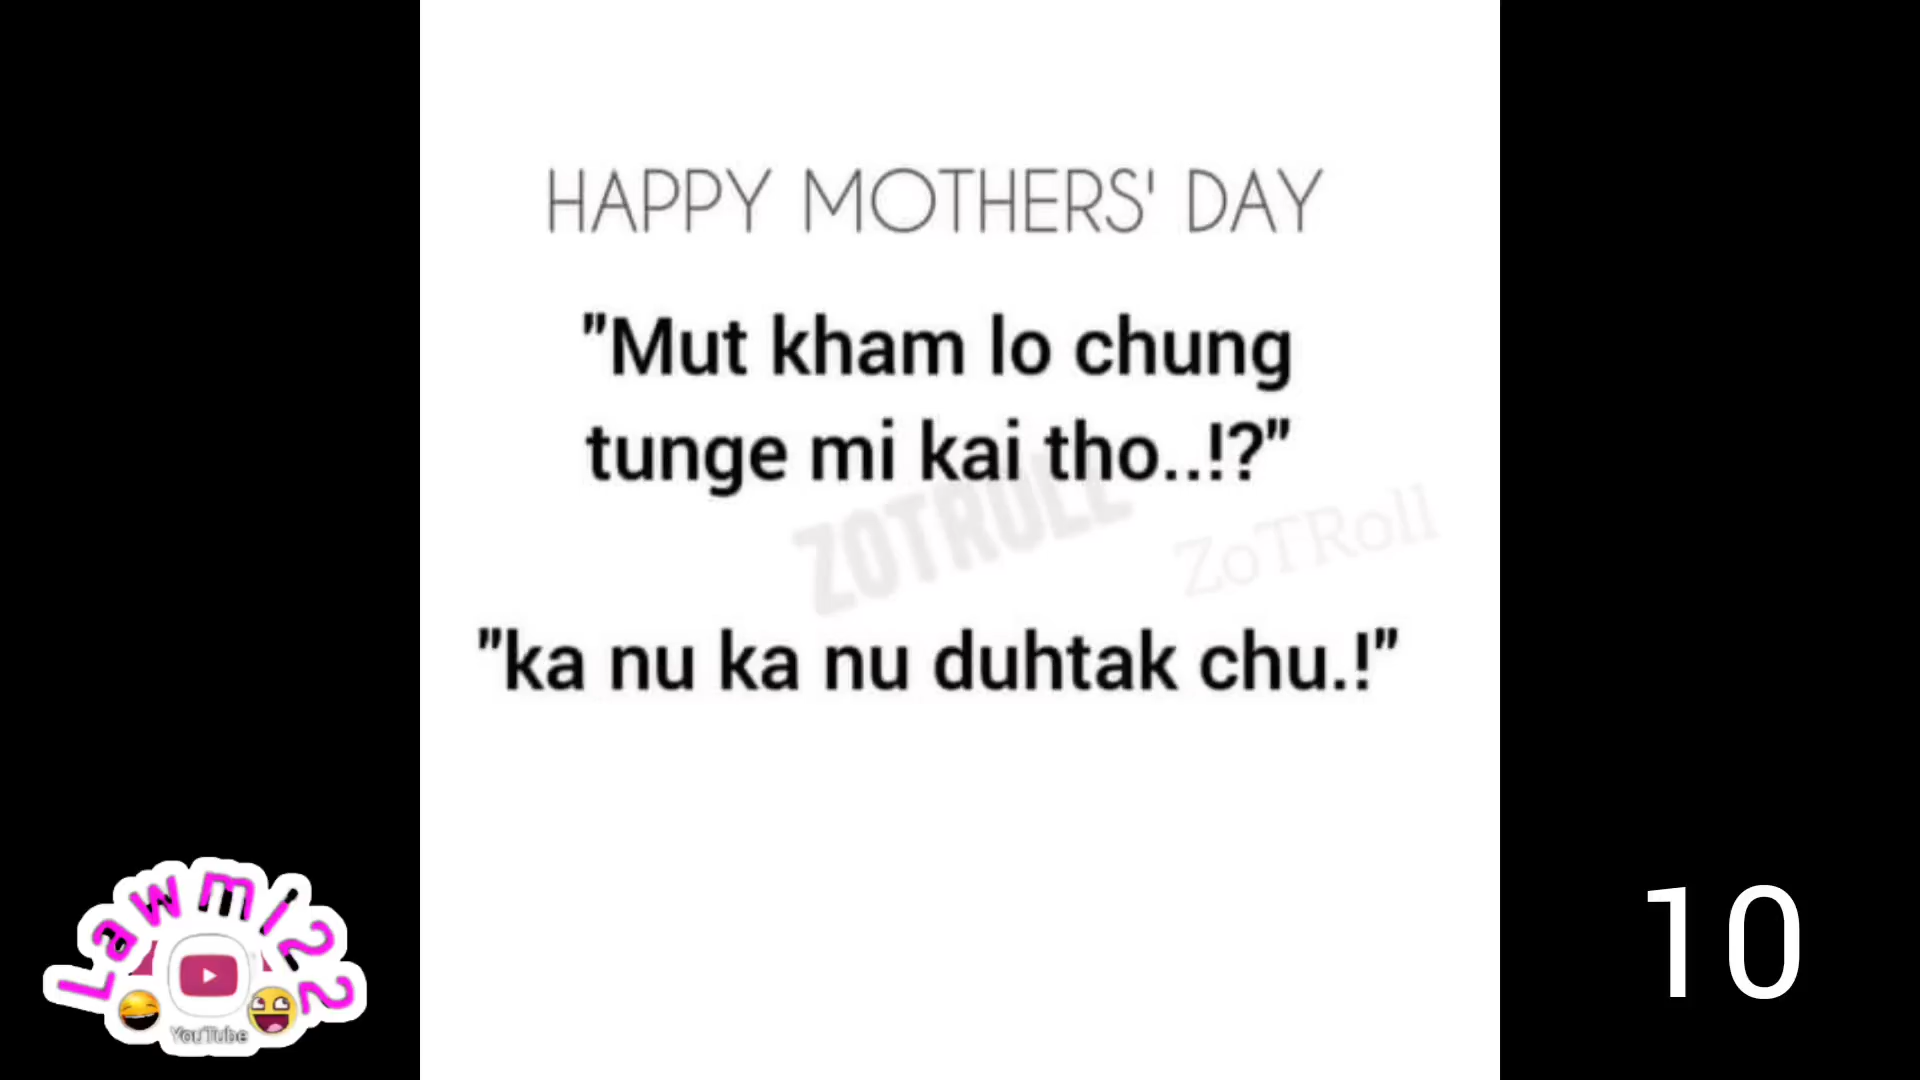 HAPPY MOTHERS' DAY
"Mut kham lo chung
tunge mi kai tho..!?"
ZOTROLL
ZoTRoll
"ka nu ka nu duhtak chu.!"
Lawmi22
YouTube
10